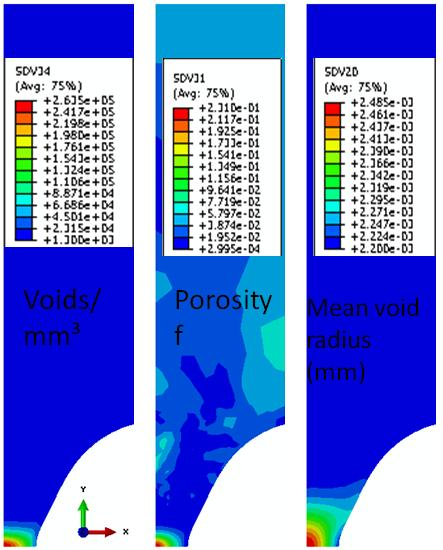 SDV34
(Avg: 75%)
+2.635e+05
+2.417e+05
+2.198e+05
+1.980e+05
+1.761e+05
+1.543e+05
+1.324e+05
+1.106e+05
+8.871e+04
+6.686e+04
+4.501e+04
+2.315e+04
+1.300e+03
Voids/
mm³
Y
X
SDV31
(Avg: 75%)
+2.310e-01
+2.117e-01
+1.925e-01
+1.733e-01
+1.541e-01
+1.349e-01
+1.156e-01
+9.641e-02
+7.719e-02
+5.797e-02
+3.874e-02
+1.952e-02
+2.995e-04
Porosity
f
SDV20
(Avg: 75%)
+2.485e-03
+2.461e-03
+2.437e-03
+2.413e-03
+2.390e-03
+2.366e-03
+2.342e-03
+2.319e-03
+2.295e-03
+2.271e-03
+2.247e-03
+2.224e-03
+2.200e-03
Mean void
radius
(mm)